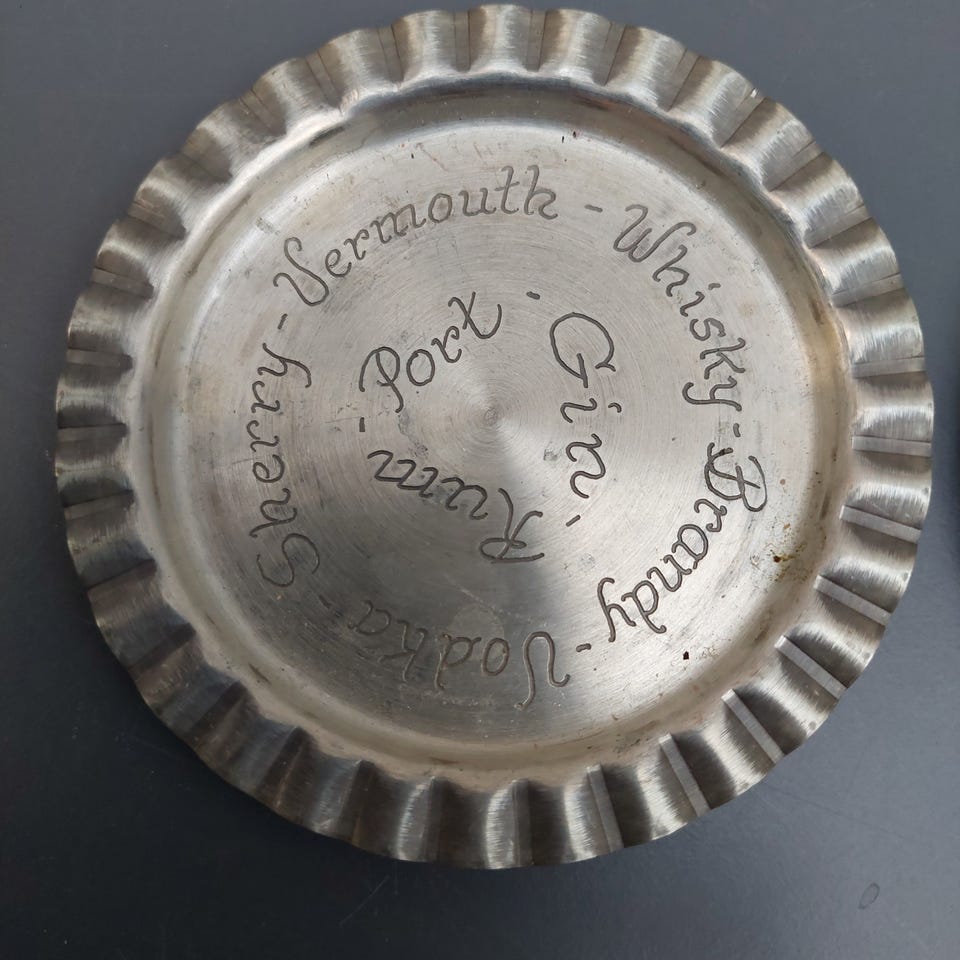 Vermouth - Whisky - Brandy - Vodka - Sherry -
Port - Gin - Rum -